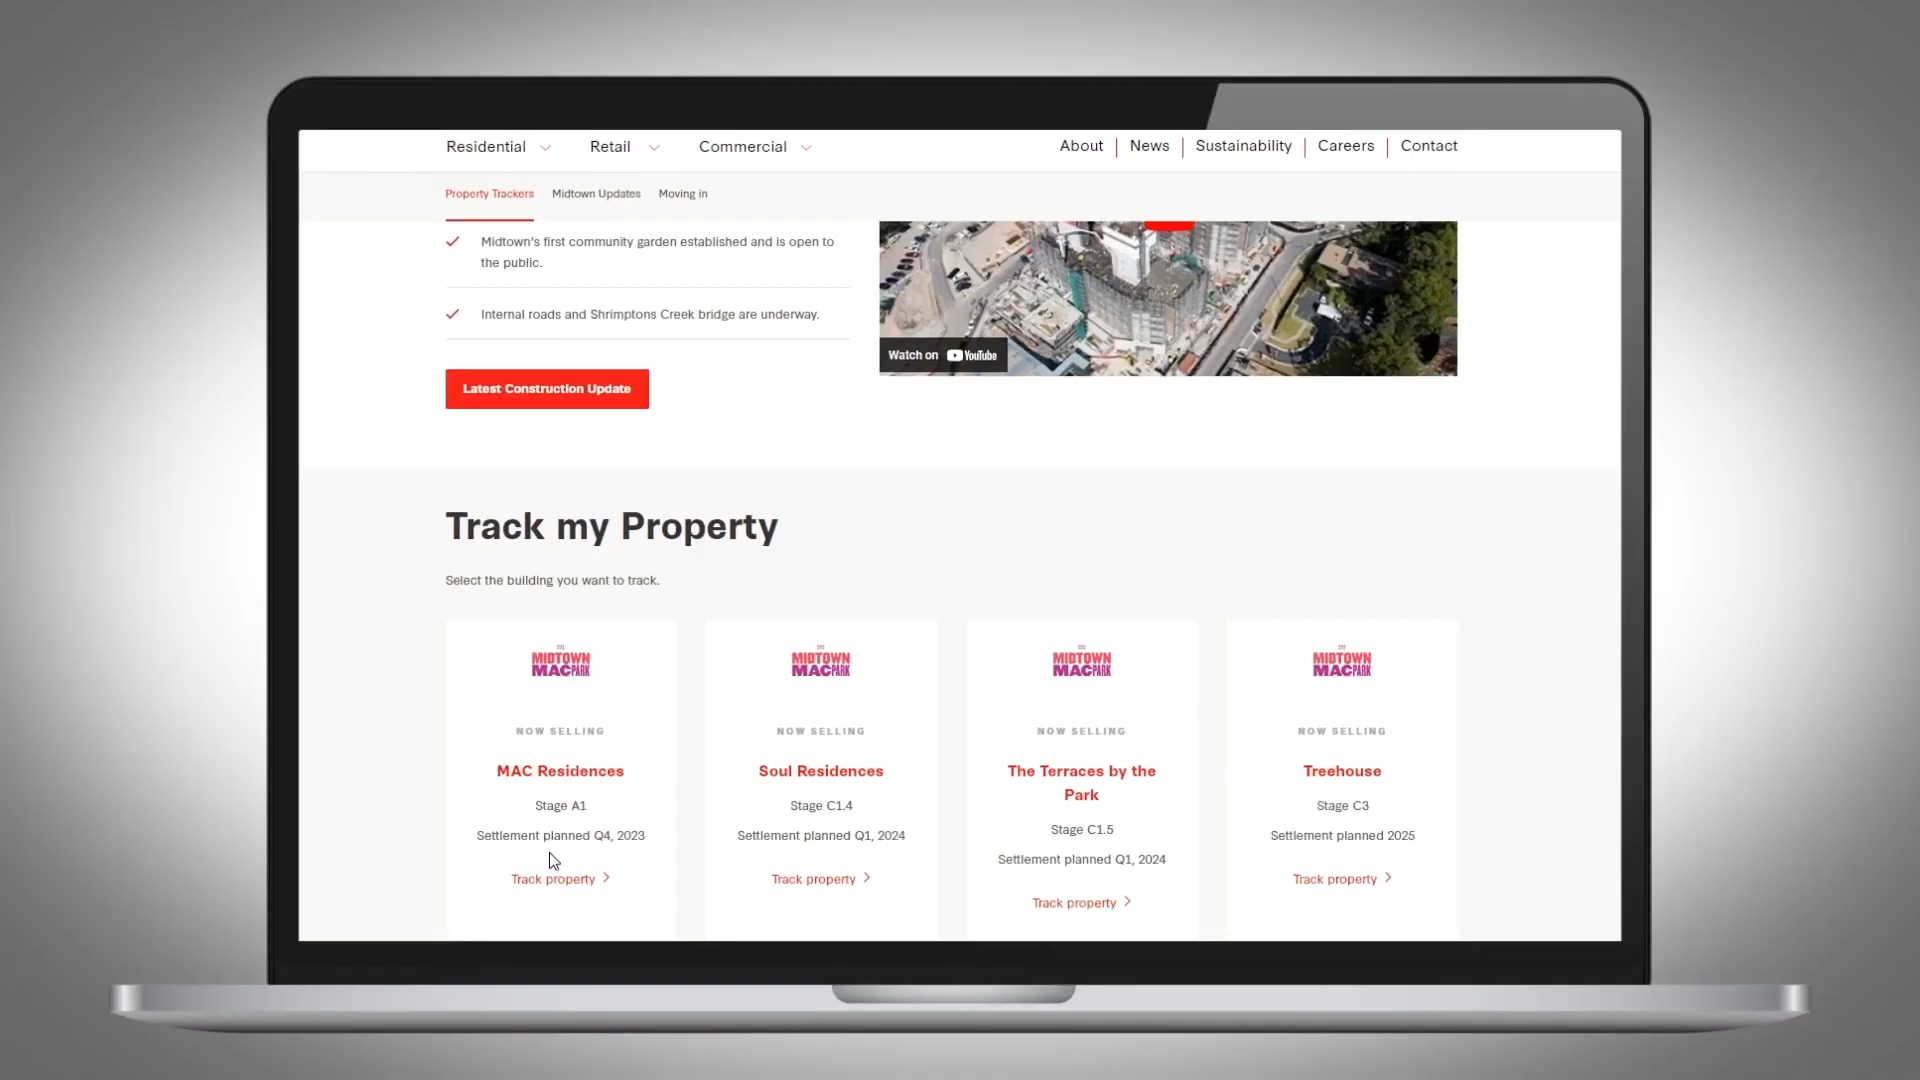 Residential
Retail
Commercial
About
News
Sustainability
Careers
Contact
Property Trackers
Midtown Updates
Moving in
Midtown's first community garden established and is open to
the public.
Internal roads and Shrimptons Creek bridge are underway.
Latest Construction Update
Watch on YouTube
Track my Property
Select the building you want to track.
MIDTOWN
MACPARK
NOW SELLING
MAC Residences
Stage A1
Settlement planned Q4, 2023
Track property
MIDTOWN
MACPARK
NOW SELLING
Soul Residences
Stage C1.4
Settlement planned Q1, 2024
Track property
MIDTOWN
MACPARK
NOW SELLING
The Terraces by the
Park
Stage C1.5
Settlement planned Q1, 2024
Track property
MIDTOWN
MACPARK
NOW SELLING
Treehouse
Stage C3
Settlement planned 2025
Track property